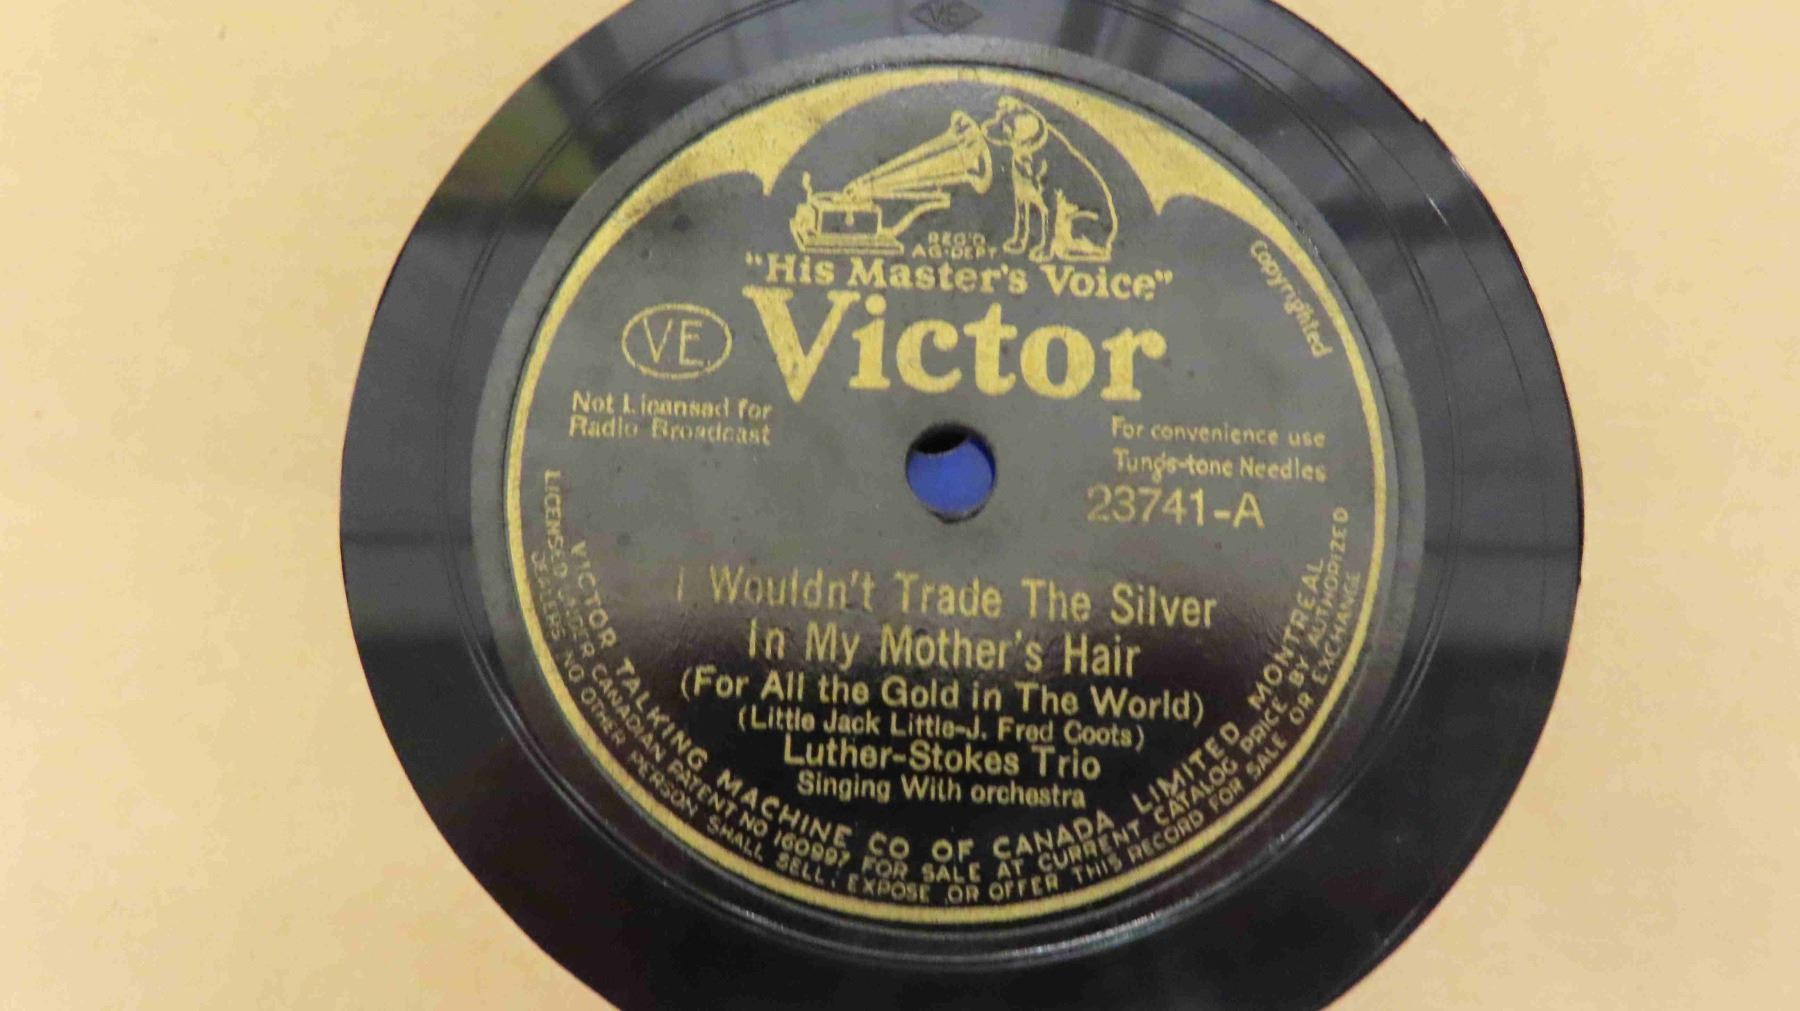 VE
REG'D
AG-DEPT
"His Master's Voice"
Victor
VE
Copyrighted
Not Licensed for
Radio Broadcast
For convenience use
Tungs-tone Needles
23741-A
I Wouldn't Trade The Silver
In My Mother's Hair
(For All the Gold in The World)
(Little Jack Little-J. Fred Coots)
Luther-Stokes Trio
Singing With orchestra
VICTOR TALKING MACHINE CO OF CANADA LIMITED MONTREAL
LICENSED UNDER CANADIAN PATENT NO 160997 FOR SALE AT CURRENT CATALOG PRICE BY AUTHORIZED
DEALERS NO OTHER PERSON SHALL SELL, EXPOSE OR OFFER THIS RECORD FOR SALE OR EXCHANGE